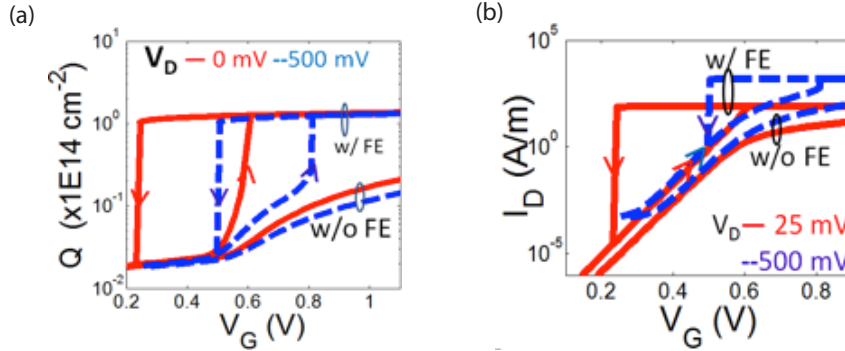 (a)
V_D — 0 mV --500 mV
10^1
10^0
10^-1
10^-2
Q (x1E14 cm^-2)
w/ FE
w/o FE
0.2 0.4 0.6 0.8 1
V_G (V)
(b)
10^5
10^0
10^-5
I_D (A/m)
w/ FE
w/o FE
V_D — 25 mV
--500 mV
0.2 0.4 0.6 0.8
V_G (V)